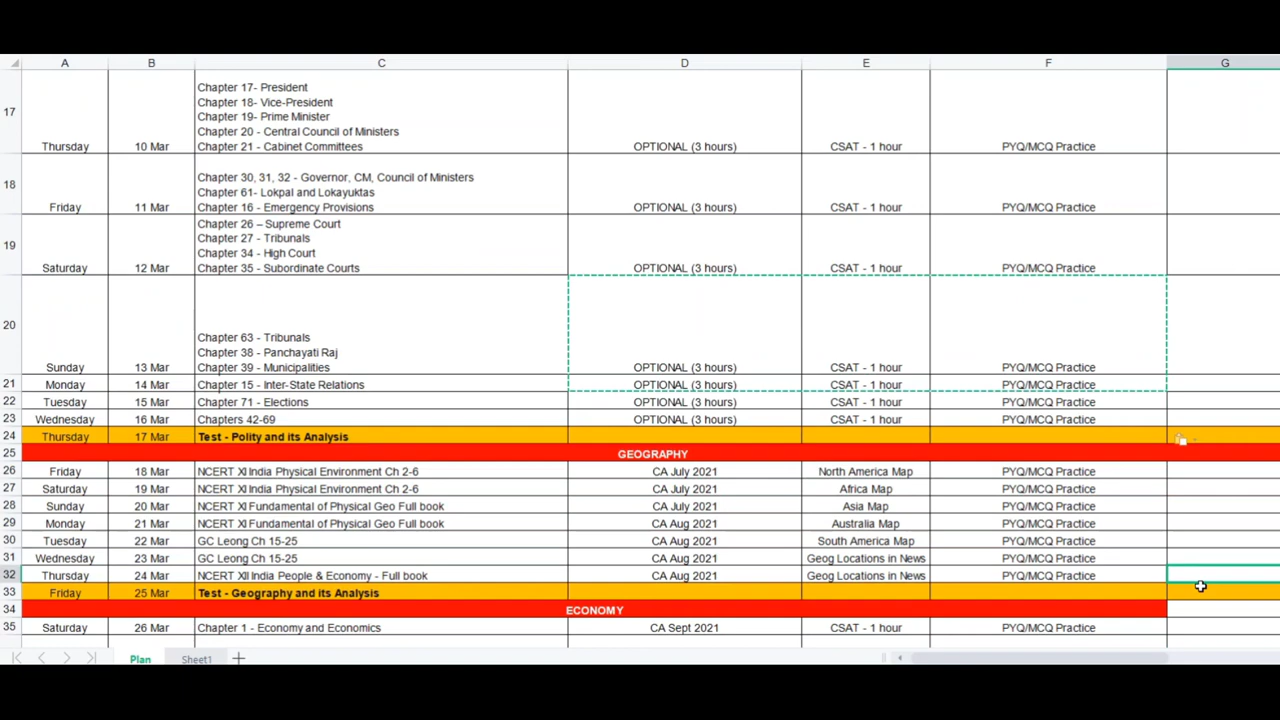 A B C D E F G
17 Thursday 10 Mar Chapter 17- President
Chapter 18- Vice-President
Chapter 19- Prime Minister
Chapter 20 - Central Council of Ministers
Chapter 21 - Cabinet Committees OPTIONAL (3 hours) CSAT - 1 hour PYQ/MCQ Practice
18 Friday 11 Mar Chapter 30, 31, 32 - Governor, CM, Council of Ministers
Chapter 61- Lokpal and Lokayuktas
Chapter 16 - Emergency Provisions OPTIONAL (3 hours) CSAT - 1 hour PYQ/MCQ Practice
19 Saturday 12 Mar Chapter 26 – Supreme Court
Chapter 27 - Tribunals
Chapter 34 - High Court
Chapter 35 - Subordinate Courts OPTIONAL (3 hours) CSAT - 1 hour PYQ/MCQ Practice
20 Sunday 13 Mar Chapter 63 - Tribunals
Chapter 38 - Panchayati Raj
Chapter 39 - Municipalities OPTIONAL (3 hours) CSAT - 1 hour PYQ/MCQ Practice
21 Monday 14 Mar Chapter 15 - Inter-State Relations OPTIONAL (3 hours) CSAT - 1 hour PYQ/MCQ Practice
22 Tuesday 15 Mar Chapter 71 - Elections OPTIONAL (3 hours) CSAT - 1 hour PYQ/MCQ Practice
23 Wednesday 16 Mar Chapters 42-69 OPTIONAL (3 hours) CSAT - 1 hour PYQ/MCQ Practice
24 Thursday 17 Mar Test - Polity and its Analysis
25 GEOGRAPHY
26 Friday 18 Mar NCERT XI India Physical Environment Ch 2-6 CA July 2021 North America Map PYQ/MCQ Practice
27 Saturday 19 Mar NCERT XI India Physical Environment Ch 2-6 CA July 2021 Africa Map PYQ/MCQ Practice
28 Sunday 20 Mar NCERT XI Fundamental of Physical Geo Full book CA July 2021 Asia Map PYQ/MCQ Practice
29 Monday 21 Mar NCERT XI Fundamental of Physical Geo Full book CA Aug 2021 Australia Map PYQ/MCQ Practice
30 Tuesday 22 Mar GC Leong Ch 15-25 CA Aug 2021 South America Map PYQ/MCQ Practice
31 Wednesday 23 Mar GC Leong Ch 15-25 CA Aug 2021 Geog Locations in News PYQ/MCQ Practice
32 Thursday 24 Mar NCERT XII India People & Economy - Full book CA Aug 2021 Geog Locations in News PYQ/MCQ Practice
33 Friday 25 Mar Test - Geography and its Analysis
34 ECONOMY
35 Saturday 26 Mar Chapter 1 - Economy and Economics CA Sept 2021 CSAT - 1 hour PYQ/MCQ Practice
Plan Sheet1